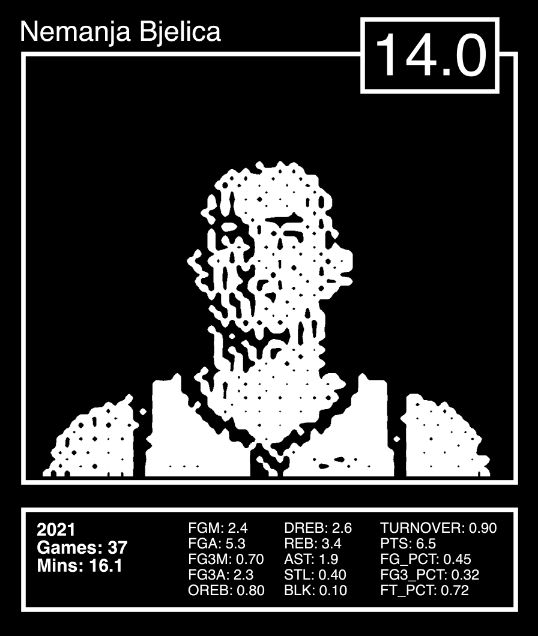 Nemanja Bjelica
14.0
2021
Games: 37
Mins: 16.1
FGM: 2.4
FGA: 5.3
FG3M: 0.70
FG3A: 2.3
OREB: 0.80
DREB: 2.6
REB: 3.4
AST: 1.9
STL: 0.40
BLK: 0.10
TURNOVER: 0.90
PTS: 6.5
FG_PCT: 0.45
FG3_PCT: 0.32
FT_PCT: 0.72